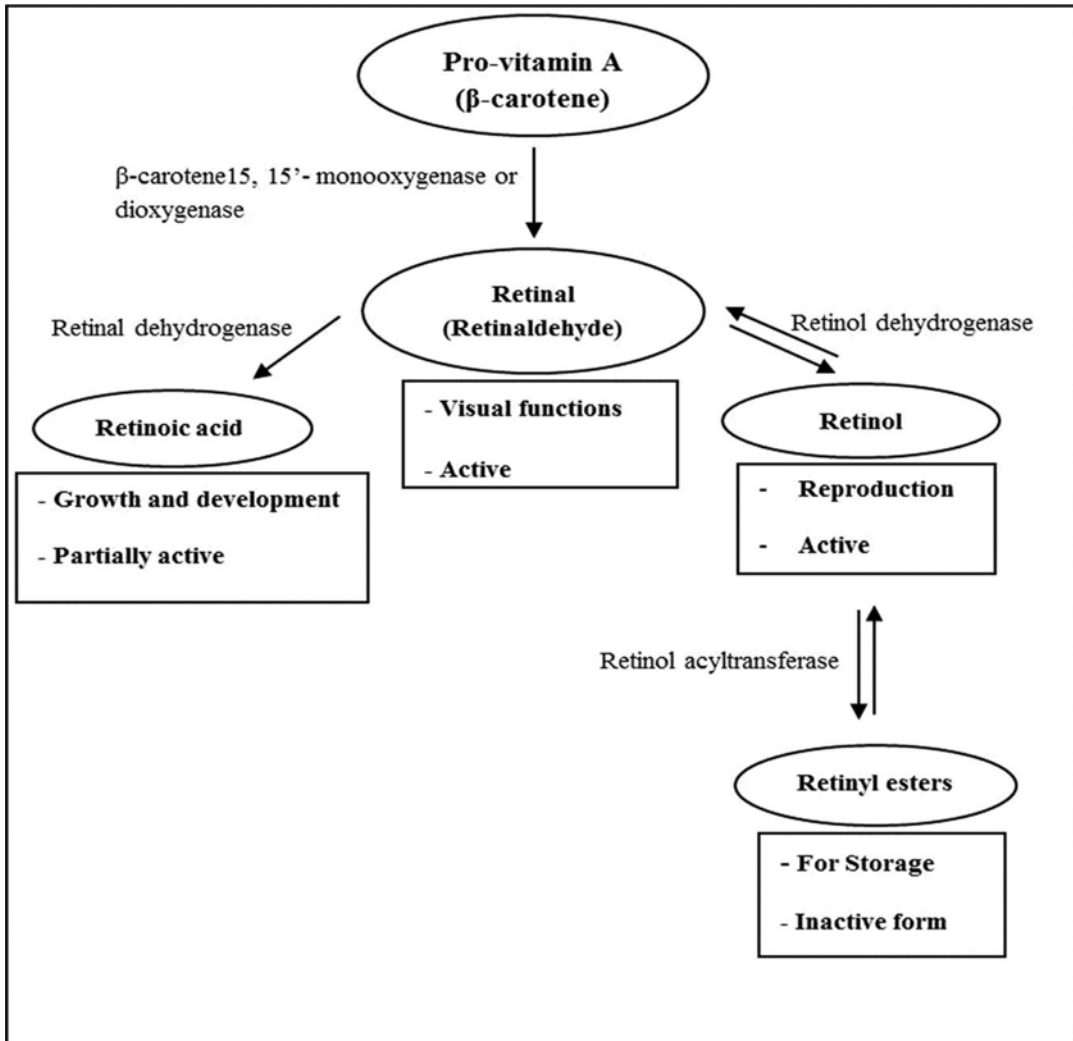 Pro-vitamin A
(β-carotene)
β-carotene15, 15’- monooxygenase or
dioxygenase
Retinal
(Retinaldehyde)
Retinal dehydrogenase
Retinol dehydrogenase
- Visual functions
- Active
Retinoic acid
Retinol
- Growth and development
- Partially active
- Reproduction
- Active
Retinol acyltransferase
Retinyl esters
- For Storage
- Inactive form